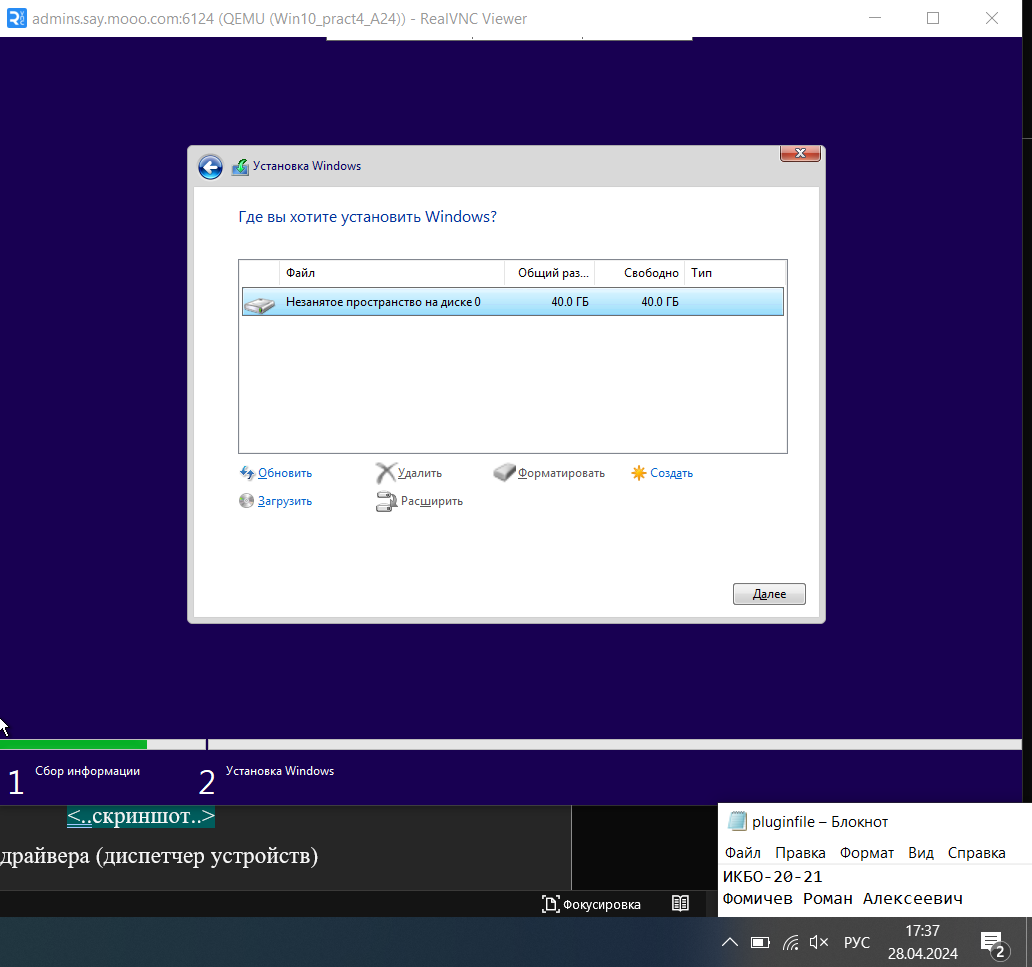 admins.say.mooo.com:6124 (QEMU (Win10_pract4_A24)) - RealVNC Viewer
Установка Windows
Где вы хотите установить Windows?
Файл Общий раз... Свободно Тип
Незанятое пространство на диске 0 40.0 ГБ 40.0 ГБ
Обновить Удалить Форматировать Создать
Загрузить Расширить
Далее
1 Сбор информации 2 Установка Windows
<..скриншот..>
драйвера (диспетчер устройств)
Фокусировка
pluginfile – Блокнот
Файл Правка Формат Вид Справка
ИКБО-20-21
Фомичев Роман Алексеевич
РУС 17:37
28.04.2024 2